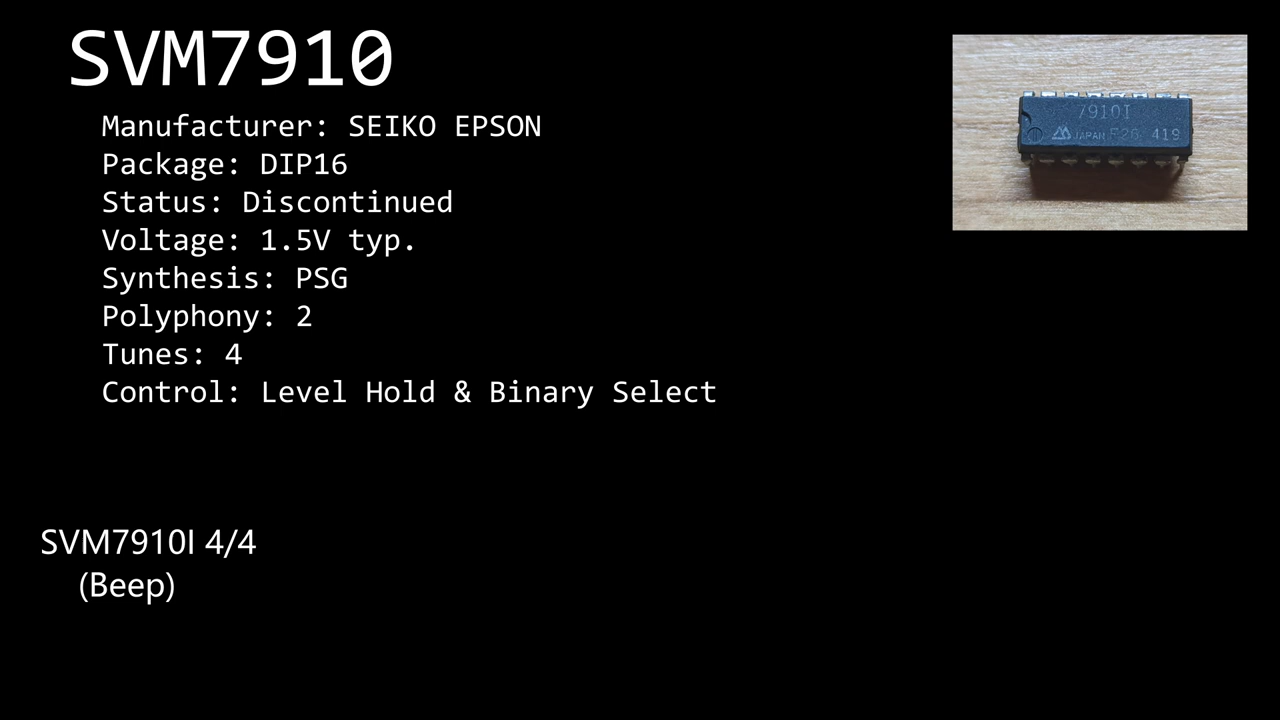 SVM7910
Manufacturer: SEIKO EPSON
Package: DIP16
Status: Discontinued
Voltage: 1.5V typ.
Synthesis: PSG
Polyphony: 2
Tunes: 4
Control: Level Hold & Binary Select
7910I
JAPAN F26 419
SVM7910I 4/4
(Beep)